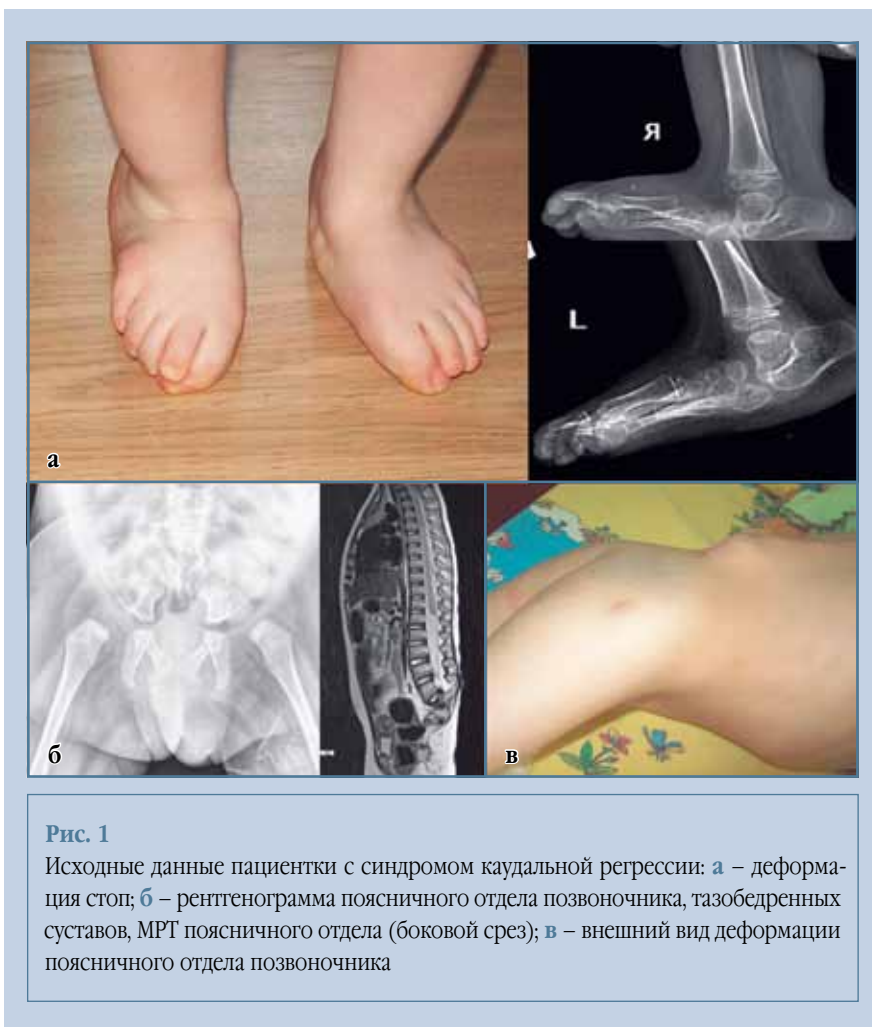 Я
L
а
б
в
Рис. 1
Исходные данные пациентки с синдромом каудальной регрессии: а – деформа-
ция стоп; б – рентгенограмма поясничного отдела позвоночника, тазобедренных
суставов, МРТ поясничного отдела (боковой срез); в – внешний вид деформации
поясничного отдела позвоночника